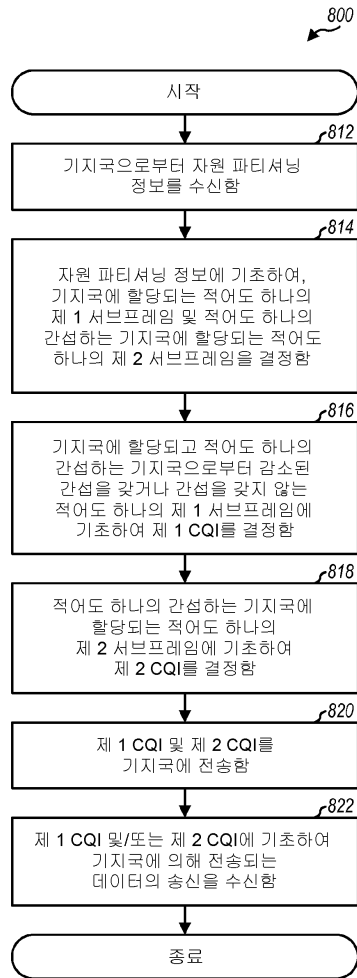 800
시작
812
기지국으로부터 자원 파티셔닝
정보를 수신함
814
자원 파티셔닝 정보에 기초하여,
기지국에 할당되는 적어도 하나의
제 1 서브프레임 및 적어도 하나의
간섭하는 기지국에 할당되는 적어도
하나의 제 2 서브프레임을 결정함
816
기지국에 할당되고 적어도 하나의
간섭하는 기지국으로부터 감소된
간섭을 갖거나 간섭을 갖지 않는
적어도 하나의 제 1 서브프레임에
기초하여 제 1 CQI를 결정함
818
적어도 하나의 간섭하는 기지국에
할당되는 적어도 하나의
제 2 서브프레임에 기초하여
제 2 CQI를 결정함
820
제 1 CQI 및 제 2 CQI를
기지국에 전송함
822
제 1 CQI 및/또는 제 2 CQI에 기초하여
기지국에 의해 전송되는
데이터의 송신을 수신함
종료